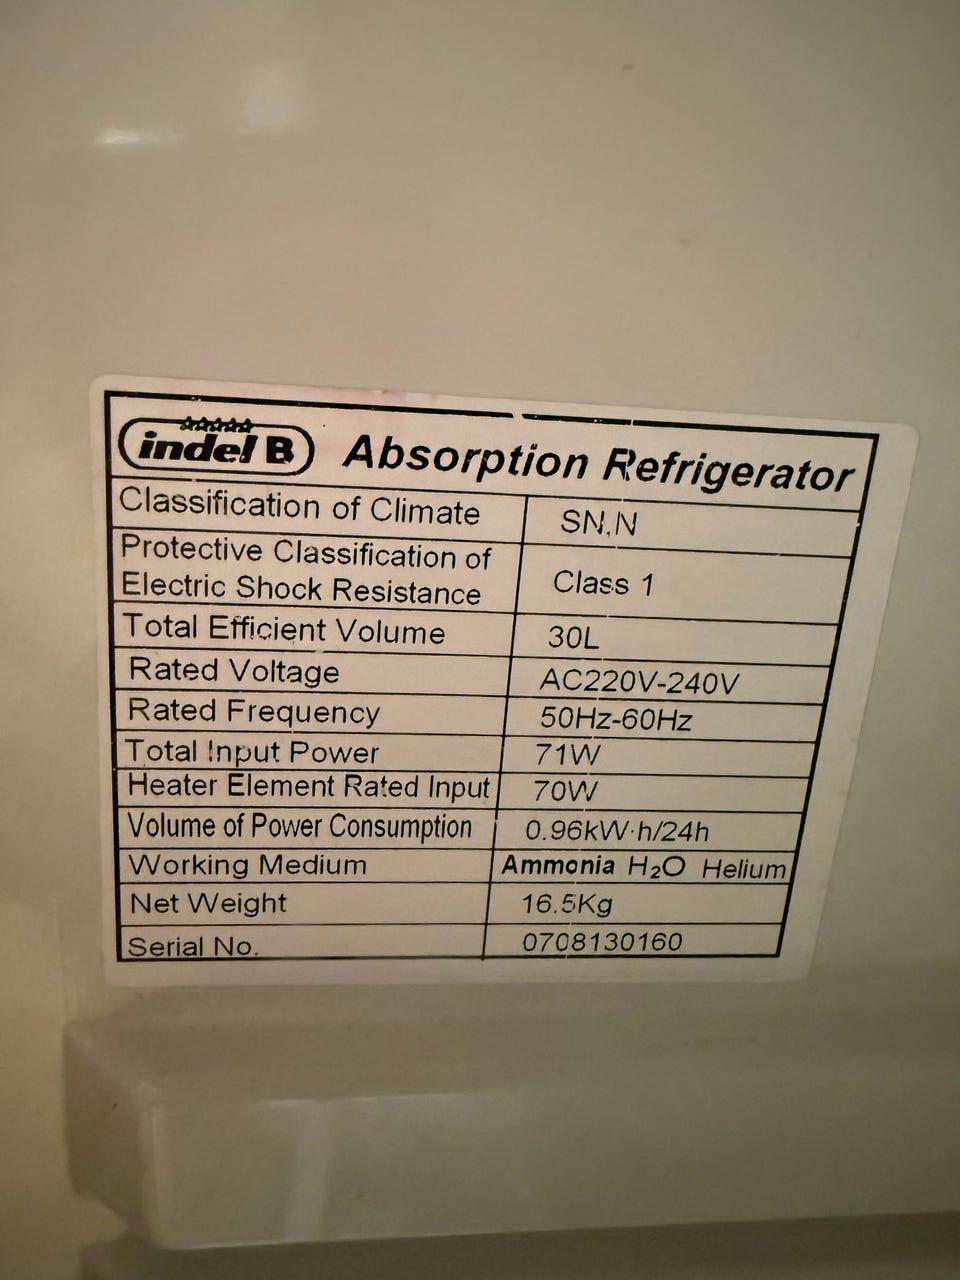 indel B Absorption Refrigerator
Classification of Climate SN,N
Protective Classification of
Electric Shock Resistance Class 1
Total Efficient Volume 30L
Rated Voltage AC220V-240V
Rated Frequency 50Hz-60Hz
Total Input Power 71W
Heater Element Rated Input 70W
Volume of Power Consumption 0.96kW·h/24h
Working Medium Ammonia H₂O Helium
Net Weight 16.5Kg
Serial No. 0708130160